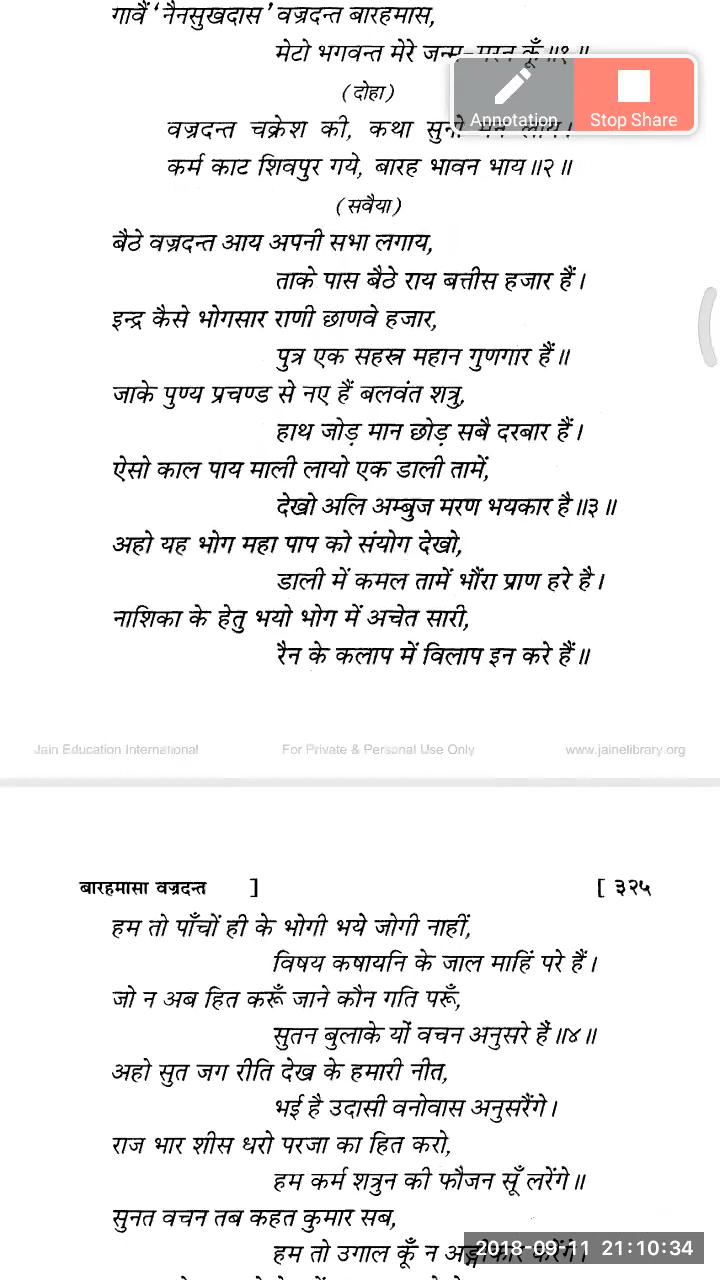 गावैं ‘नैनसुखदास’ वज्रदन्त बारहमास,
मेटो भगवन्त मेरे जन्म-मरन कूँ॥१॥
Annotation
Stop Share
(दोहा)
वज्रदन्त चक्रेश की, कथा सुनो मन लाय।
कर्म काट शिवपुर गये, बारह भावन भाय॥२॥
(सवैया)
बैठे वज्रदन्त आय अपनी सभा लगाय,
ताके पास बैठे राय बत्तीस हजार हैं।
इन्द्र कैसे भोगसार राणी छाणवे हजार,
पुत्र एक सहस्र महान गुणगार हैं॥
जाके पुण्य प्रचण्ड से नए हैं बलवंत शत्रु,
हाथ जोड़ मान छोड़ सबै दरबार हैं।
ऐसो काल पाय माली लायो एक डाली तामें,
देखो अलि अम्बुज मरण भयकार है॥३॥
अहो यह भोग महा पाप को संयोग देखो,
डाली में कमल तामें भौंरा प्राण हरे है।
नाशिका के हेतु भयो भोग में अचेत सारी,
रैन के कलाप में विलाप इन करे हैं॥
Jain Education International
For Private & Personal Use Only
www.jainelibrary.org
बारहमासा वज्रदन्त ]
[ ३२५
हम तो पाँचों ही के भोगी भये जोगी नाहीं,
विषय कषायनि के जाल माहिं परे हैं।
जो न अब हित करूँ जाने कौन गति परूँ,
सुतन बुलाके यों वचन अनुसरे हैं॥४॥
अहो सुत जग रीति देख के हमारी नीत,
भई है उदासी वनोवास अनुसरैंगे।
राज भार शीस धरो परजा का हित करो,
हम कर्म शत्रुन की फौजन सूँ लरेंगे॥
सुनत वचन तब कहत कुमार सब,
हम तो उगाल कूँ न अङ्गीकार करेंगे।
2018-09-11 21:10:34